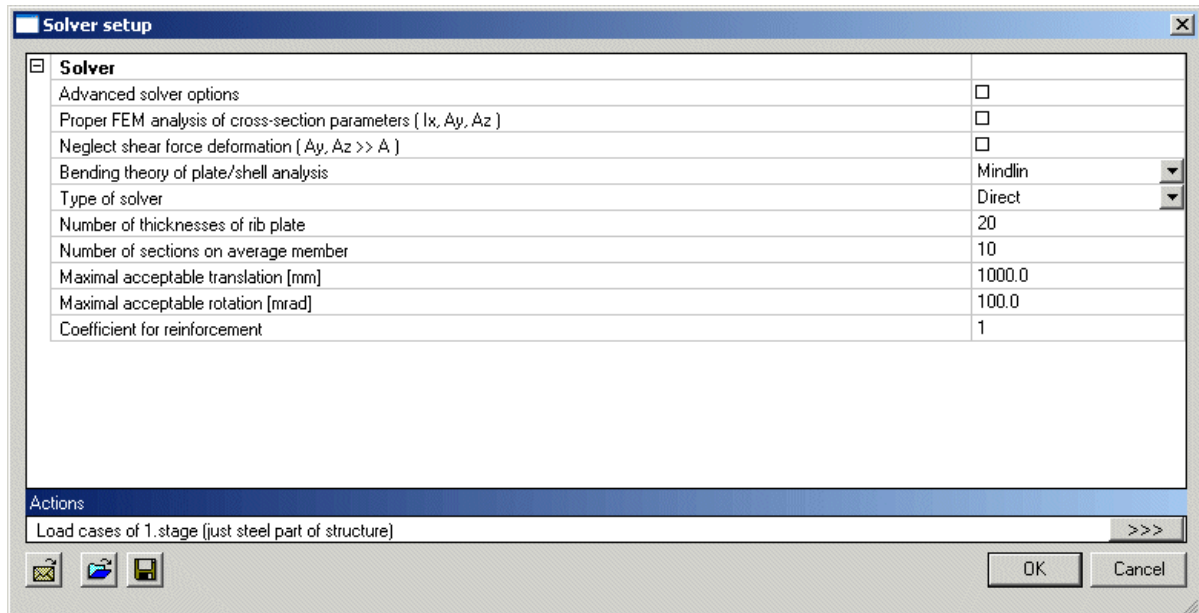 Solver setup
Solver
Advanced solver options
Proper FEM analysis of cross-section parameters ( Ix, Ay, Az )
Neglect shear force deformation ( Ay, Az >> A )
Bending theory of plate/shell analysis Mindlin
Type of solver Direct
Number of thicknesses of rib plate 20
Number of sections on average member 10
Maximal acceptable translation [mm] 1000.0
Maximal acceptable rotation [mrad] 100.0
Coefficient for reinforcement 1
Actions
Load cases of 1.stage (just steel part of structure) >>>
OK Cancel